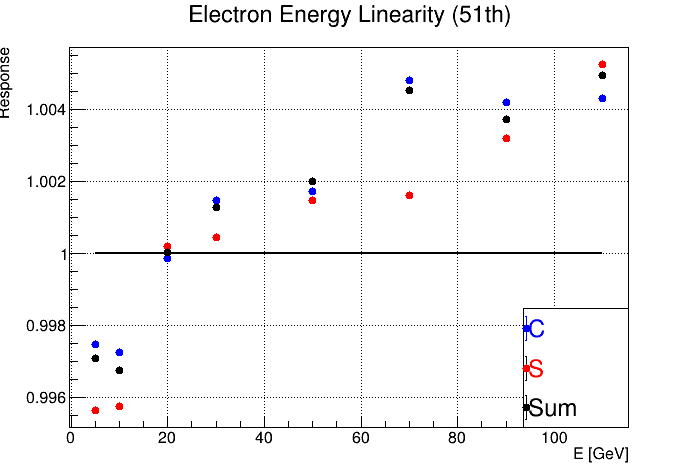 Electron Energy Linearity (51th)
Response
1.004
1.002
1
0.998
0.996
0 20 40 60 80 100
E [GeV]
C
S
Sum